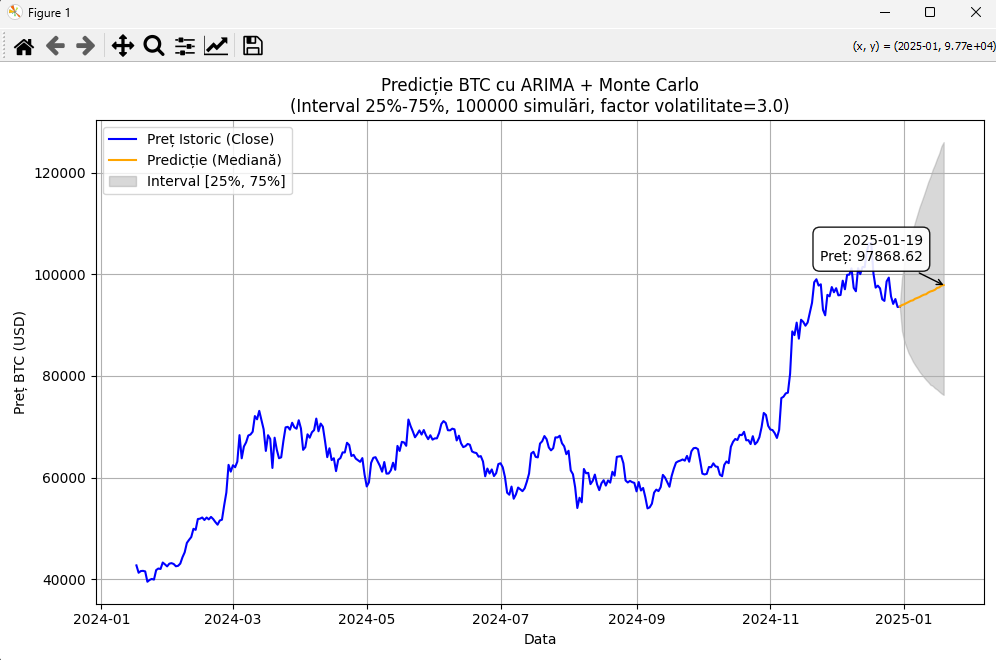 Figure 1
(x, y) = (2025-01, 9.77e+04)
Predicție BTC cu ARIMA + Monte Carlo
(Interval 25%-75%, 100000 simulări, factor volatilitate=3.0)
Preț Istoric (Close)
Predicție (Mediană)
Interval [25%, 75%]
2025-01-19
Preț: 97868.62
120000
100000
80000
60000
40000
Preț BTC (USD)
2024-01
2024-03
2024-05
2024-07
2024-09
2024-11
2025-01
Data